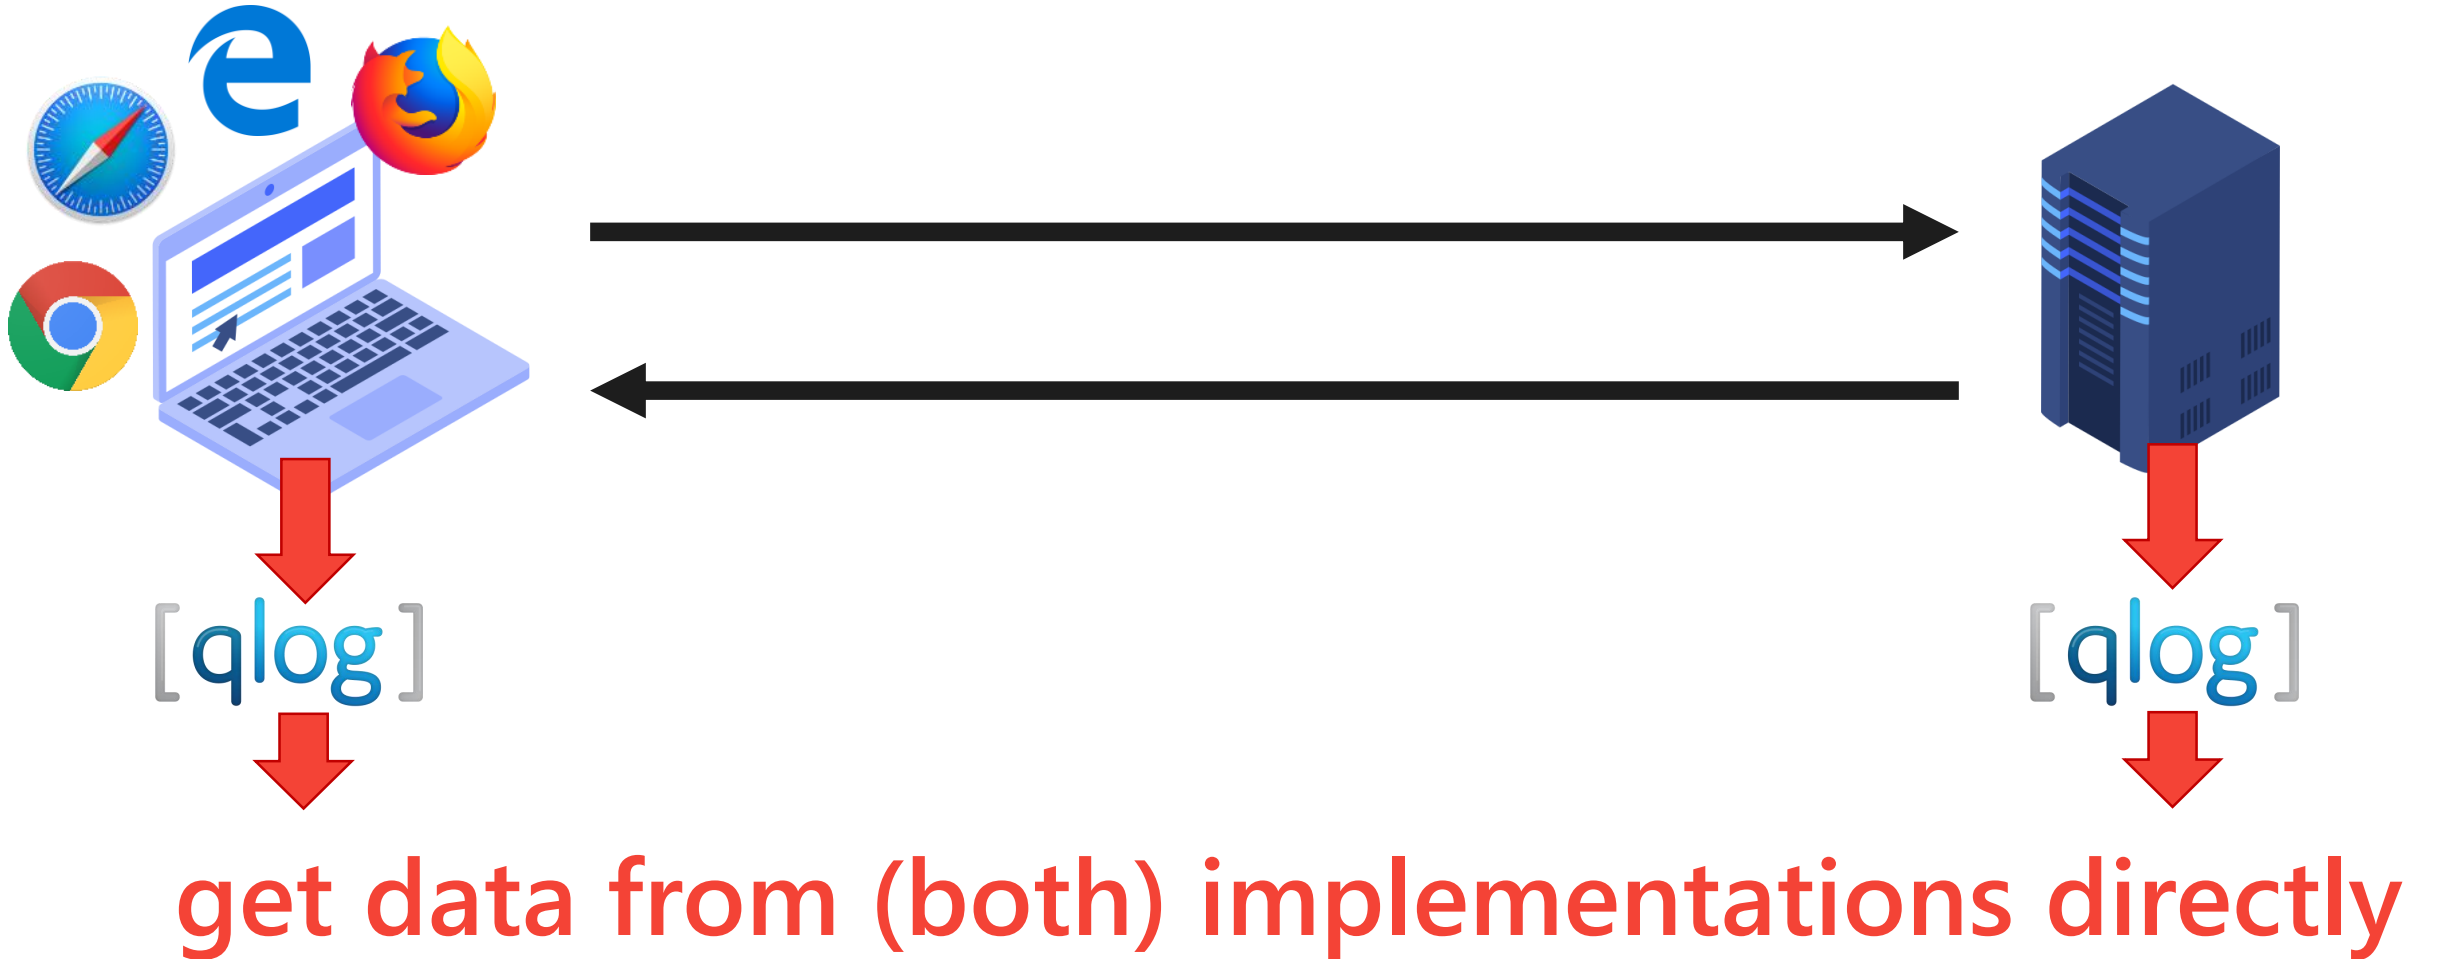 [qlog] [qlog]
get data from (both) implementations directly